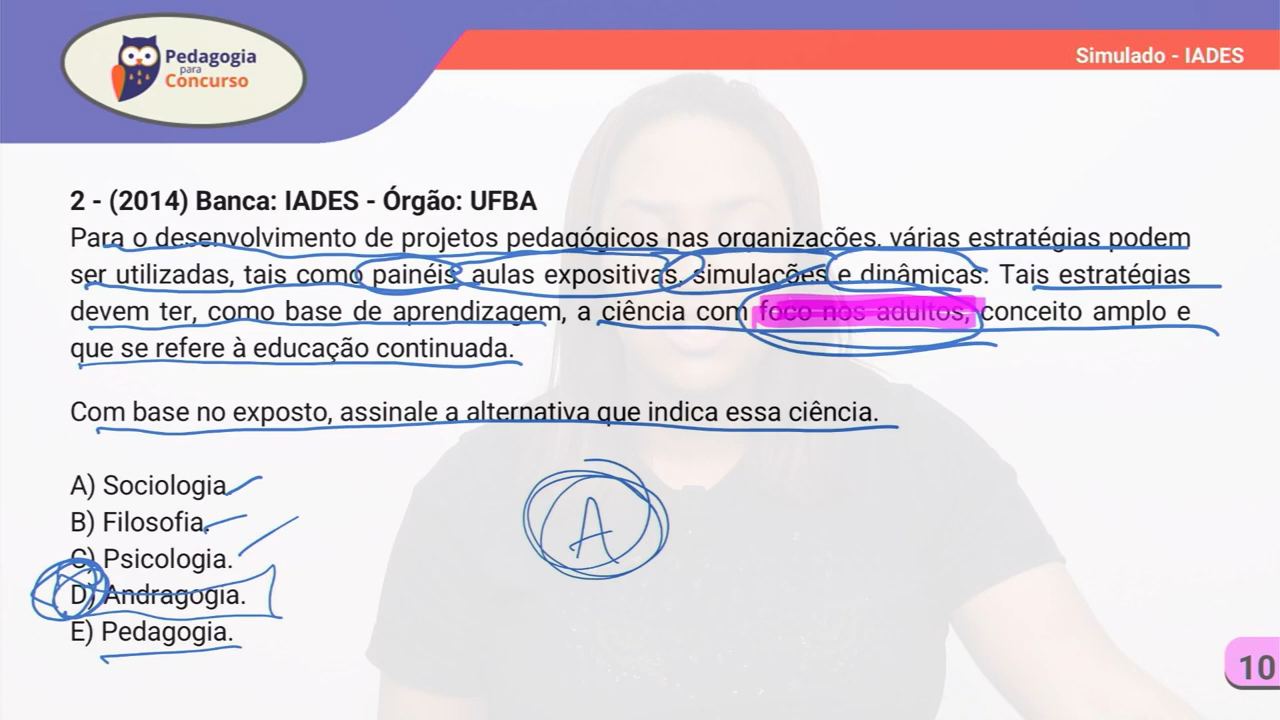 Pedagogia
para
Concurso
Simulado - IADES
2 - (2014) Banca: IADES - Órgão: UFBA
Para o desenvolvimento de projetos pedagógicos nas organizações, várias estratégias podem
ser utilizadas, tais como painéis, aulas expositivas, simulações e dinâmicas. Tais estratégias
devem ter, como base de aprendizagem, a ciência com foco nos adultos, conceito amplo e
que se refere à educação continuada.
Com base no exposto, assinale a alternativa que indica essa ciência.
A) Sociologia.
B) Filosofia.
C) Psicologia.
D) Andragogia.
E) Pedagogia.
A
10